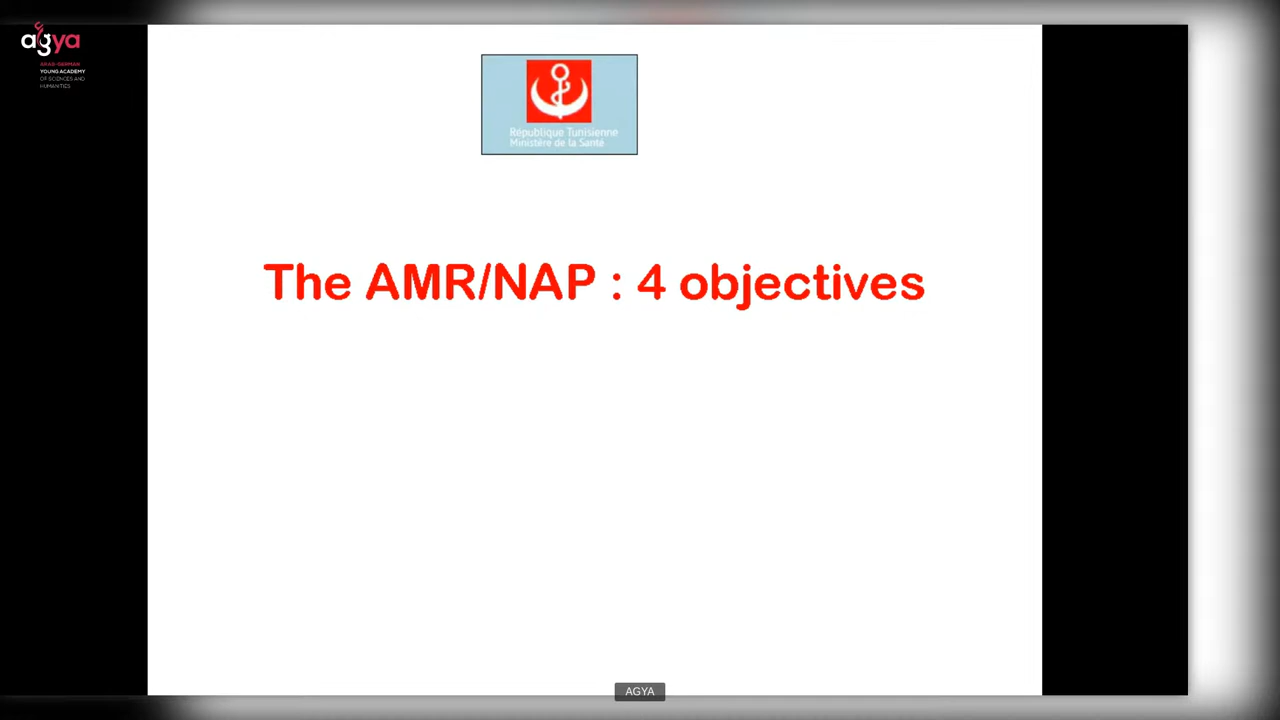 agya
ARAB-GERMAN
YOUNG ACADEMY
OF SCIENCES AND
HUMANITIES
République Tunisienne
Ministère de la Santé
The AMR/NAP : 4 objectives
AGYA